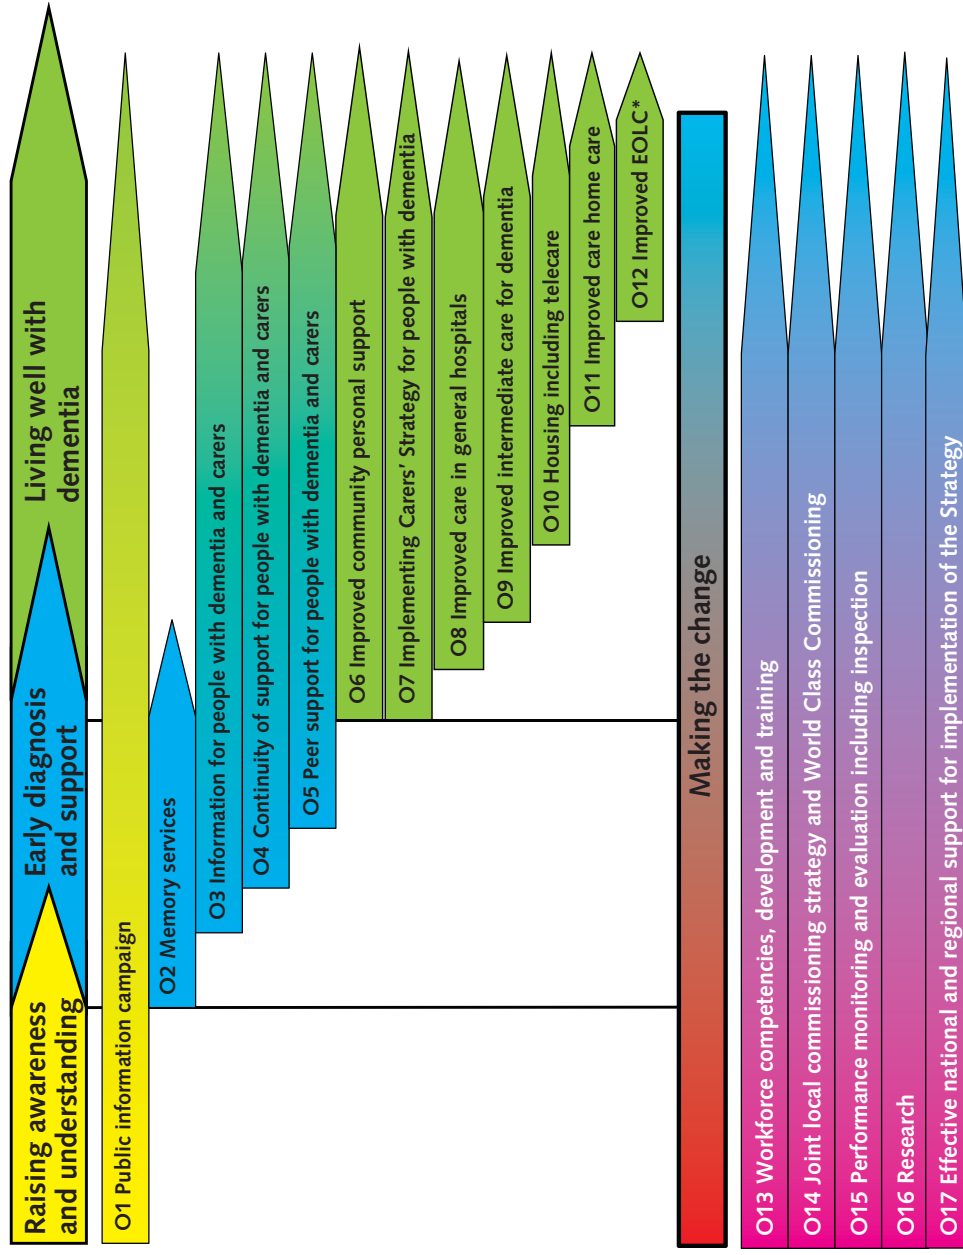 Raising awareness
and understanding
Early diagnosis
and support
Living well with
dementia
O1 Public information campaign
O2 Memory services
O3 Information for people with dementia and carers
O4 Continuity of support for people with dementia and carers
O5 Peer support for people with dementia and carers
O6 Improved community personal support
O7 Implementing Carers' Strategy for people with dementia
O8 Improved care in general hospitals
O9 Improved intermediate care for dementia
O10 Housing including telecare
O11 Improved care home care
O12 Improved EOLC*
Making the change
O13 Workforce competencies, development and training
O14 Joint local commissioning strategy and World Class Commissioning
O15 Performance monitoring and evaluation including inspection
O16 Research
O17 Effective national and regional support for implementation of the Strategy